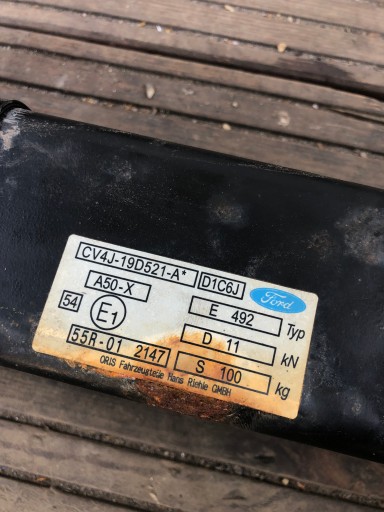 CV4J-19D521-A* D1C6J Ford
A50-X E 492 Typ
54 E1 D 11 kN
55R-01 2147 S 100 kg
ORIS Fahrzeugteile Hans Riehle GMBH